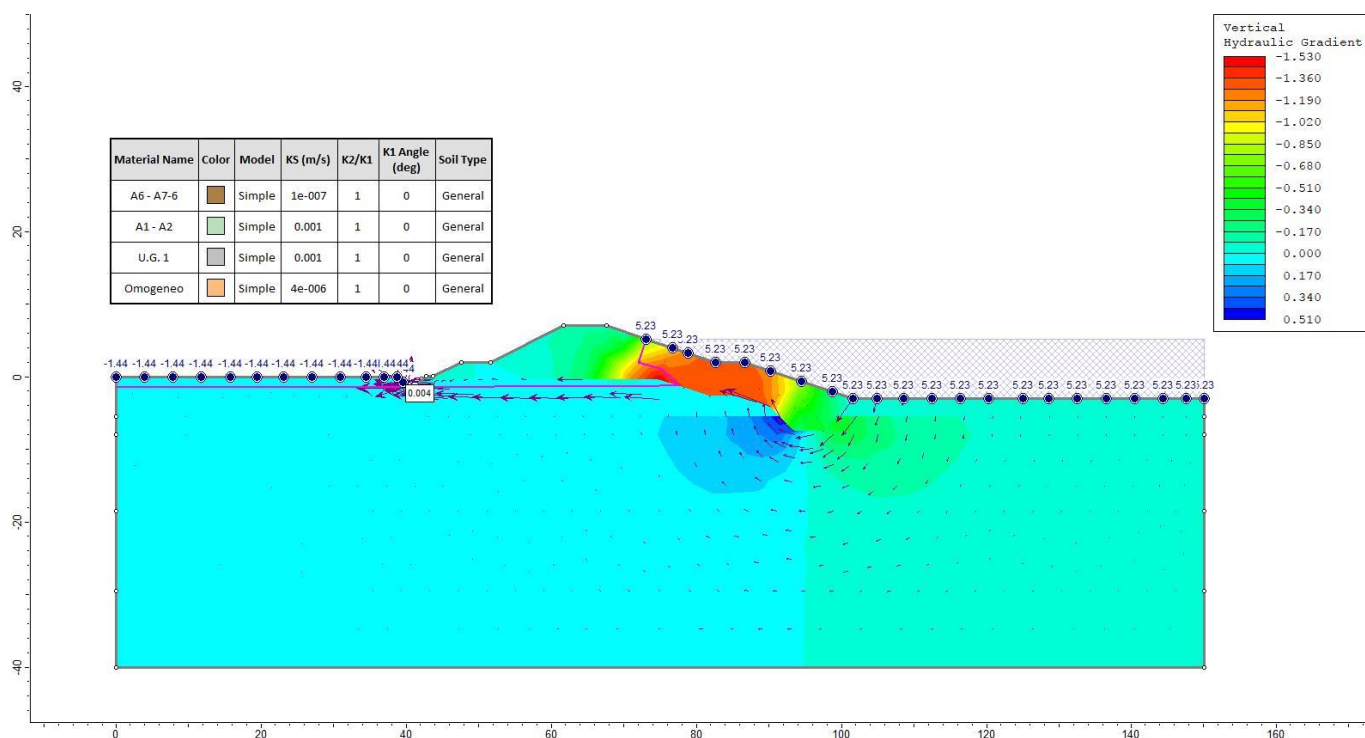 Vertical
Hydraulic Gradient
-1.530
-1.360
-1.190
-1.020
-0.850
-0.680
-0.510
-0.340
-0.170
0.000
0.170
0.340
0.510
Material Name Color Model KS (m/s) K2/K1 K1 Angle (deg) Soil Type
A6 - A7-6 Simple 1e-007 1 0 General
A1 - A2 Simple 0.001 1 0 General
U.G. 1 Simple 0.001 1 0 General
Omogeneo Simple 4e-006 1 0 General
40
20
0
-20
-40
5.23
5.23
5.23
5.23 5.23
5.23
5.23
5.23
5.23 5.23 5.23 5.23 5.23 5.23 5.23 5.23 5.23 5.23
-1.44 -1.44 -1.44 -1.44 -1.44 -1.44 -1.44 -1.44 -1.44
0.004
0 20 40 60 80 100 120 140 160